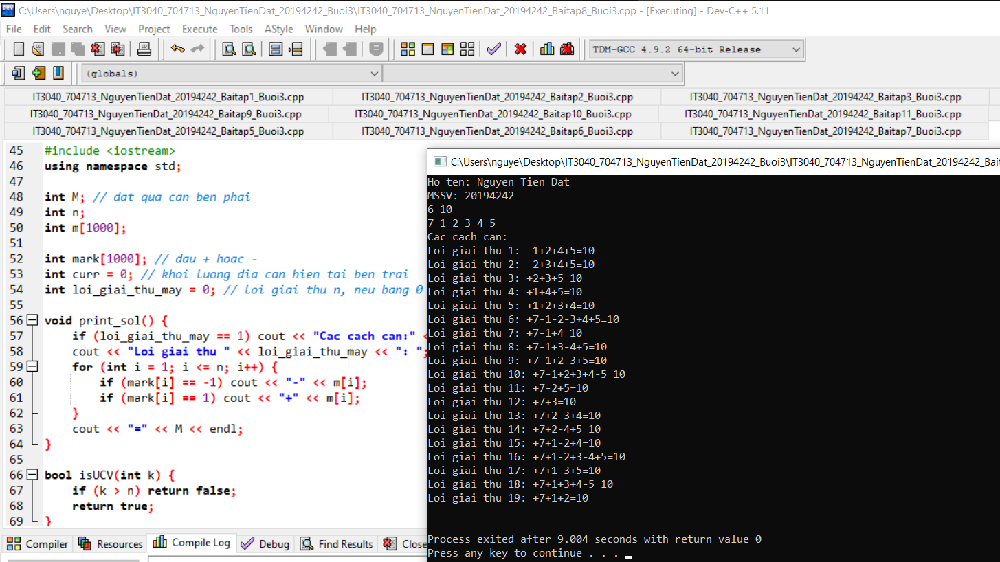 C:\Users\nguye\Desktop\IT3040_704713_NguyenTienDat_20194242_Buoi3\IT3040_704713_NguyenTienDat_20194242_Baitap8_Buoi3.cpp - [Executing] - Dev-C++ 5.11
File Edit Search View Project Execute Tools AStyle Window Help
TDM-GCC 4.9.2 64-bit Release
(globals)
IT3040_704713_NguyenTienDat_20194242_Baitap1_Buoi3.cpp IT3040_704713_NguyenTienDat_20194242_Baitap2_Buoi3.cpp IT3040_704713_NguyenTienDat_20194242_Baitap3_Buoi3.cpp
IT3040_704713_NguyenTienDat_20194242_Baitap9_Buoi3.cpp IT3040_704713_NguyenTienDat_20194242_Baitap10_Buoi3.cpp IT3040_704713_NguyenTienDat_20194242_Baitap11_Buoi3.cpp
IT3040_704713_NguyenTienDat_20194242_Baitap5_Buoi3.cpp IT3040_704713_NguyenTienDat_20194242_Baitap6_Buoi3.cpp IT3040_704713_NguyenTienDat_20194242_Baitap7_Buoi3.cpp
45 #include <iostream>
46 using namespace std;
47
48 int M; // dat qua can ben phai
49 int n;
50 int m[1000];
51
52 int mark[1000]; // dau + hoac -
53 int curr = 0; // khoi luong dia can hien tai ben trai
54 int loi_giai_thu_may = 0; // loi giai thu n, neu bang 0
55
56 void print_sol() {
57 if (loi_giai_thu_may == 1) cout << "Cac cach can:" <
58 cout << "Loi giai thu " << loi_giai_thu_may << ": ";
59 for (int i = 1; i <= n; i++) {
60 if (mark[i] == -1) cout << "-" << m[i];
61 if (mark[i] == 1) cout << "+" << m[i];
62 }
63 cout << "=" << M << endl;
64 }
65
66 bool isUCV(int k) {
67 if (k > n) return false;
68 return true;
69 }
Compiler Resources Compile Log Debug Find Results Close
C:\Users\nguye\Desktop\IT3040_704713_NguyenTienDat_20194242_Buoi3\IT3040_704713_NguyenTienDat_20194242_Bai
Ho ten: Nguyen Tien Dat
MSSV: 20194242
6 10
7 1 2 3 4 5
Cac cach can:
Loi giai thu 1: -1+2+4+5=10
Loi giai thu 2: -2+3+4+5=10
Loi giai thu 3: +2+3+5=10
Loi giai thu 4: +1+4+5=10
Loi giai thu 5: +1+2+3+4=10
Loi giai thu 6: +7-1-2-3+4+5=10
Loi giai thu 7: +7-1+4=10
Loi giai thu 8: +7-1+3-4+5=10
Loi giai thu 9: +7-1+2-3+5=10
Loi giai thu 10: +7-1+2+3+4-5=10
Loi giai thu 11: +7-2+5=10
Loi giai thu 12: +7+3=10
Loi giai thu 13: +7+2-3+4=10
Loi giai thu 14: +7+2-4+5=10
Loi giai thu 15: +7+1-2+4=10
Loi giai thu 16: +7+1-2+3-4+5=10
Loi giai thu 17: +7+1-3+5=10
Loi giai thu 18: +7+1+3+4-5=10
Loi giai thu 19: +7+1+2=10
--------------------------------
Process exited after 9.004 seconds with return value 0
Press any key to continue . . .